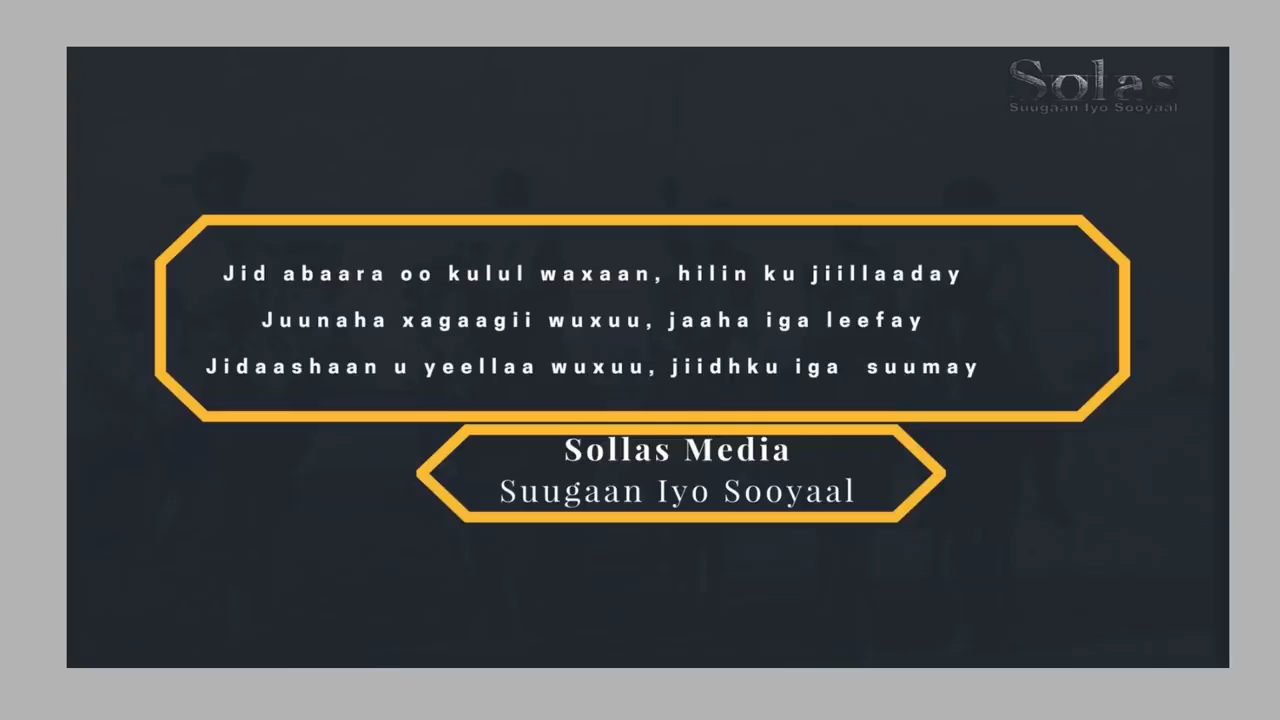 Solas
Suugaan Iyo Sooyaal
Jid abaara oo kulul waxaan, hilin ku jiillaaday
Juunaha xagaagii wuxuu, jaaha iga leefay
Jidaashaan u yeellaa wuxuu, jiidhku iga suumay
Sollas Media
Suugaan Iyo Sooyaal